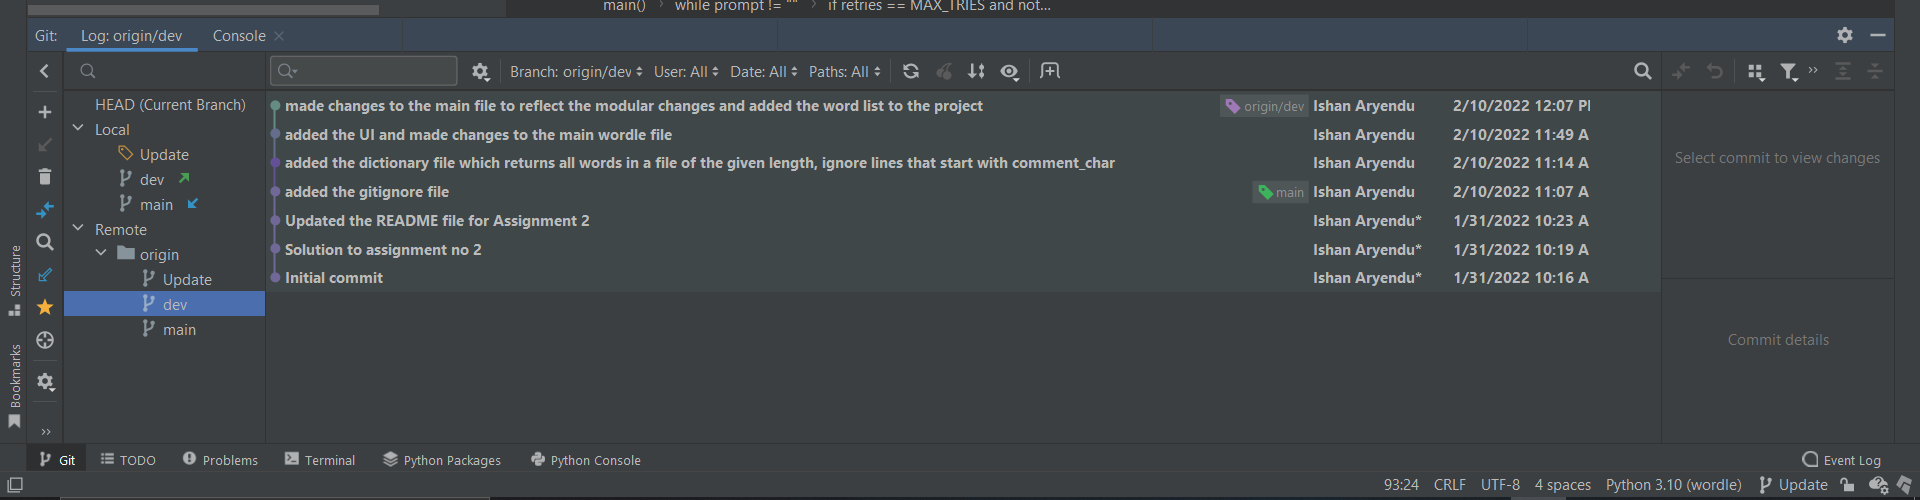 main() › while prompt != "" › if retries == MAX_TRIES and not...
Git: Log: origin/dev Console
Branch: origin/dev User: All Date: All Paths: All
HEAD (Current Branch)
Local
Update
dev
main
Remote
origin
Update
dev
main
made changes to the main file to reflect the modular changes and added the word list to the project origin/dev Ishan Aryendu 2/10/2022 12:07 P
added the UI and made changes to the main wordle file Ishan Aryendu 2/10/2022 11:49 A
added the dictionary file which returns all words in a file of the given length, ignore lines that start with comment_char Ishan Aryendu 2/10/2022 11:14 A
added the gitignore file main Ishan Aryendu 2/10/2022 11:07 A
Updated the README file for Assignment 2 Ishan Aryendu* 1/31/2022 10:23 A
Solution to assignment no 2 Ishan Aryendu* 1/31/2022 10:19 A
Initial commit Ishan Aryendu* 1/31/2022 10:16 A
Select commit to view changes
Commit details
Structure
Bookmarks
Git TODO Problems Terminal Python Packages Python Console Event Log
93:24 CRLF UTF-8 4 spaces Python 3.10 (wordle) Update